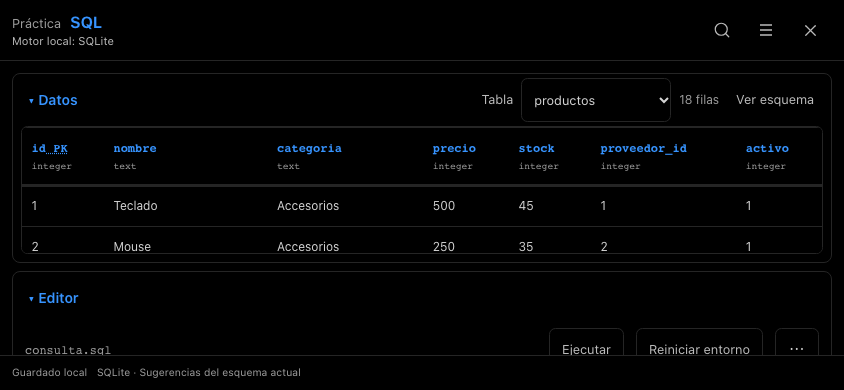 Práctica SQL
Motor local: SQLite
▾ Datos Tabla productos 18 filas Ver esquema
id PK nombre categoria precio stock proveedor_id activo
integer text text integer integer integer integer
1 Teclado Accesorios 500 45 1 1
2 Mouse Accesorios 250 35 2 1
▾ Editor
consulta.sql Ejecutar Reiniciar entorno ...
Guardado local SQLite · Sugerencias del esquema actual